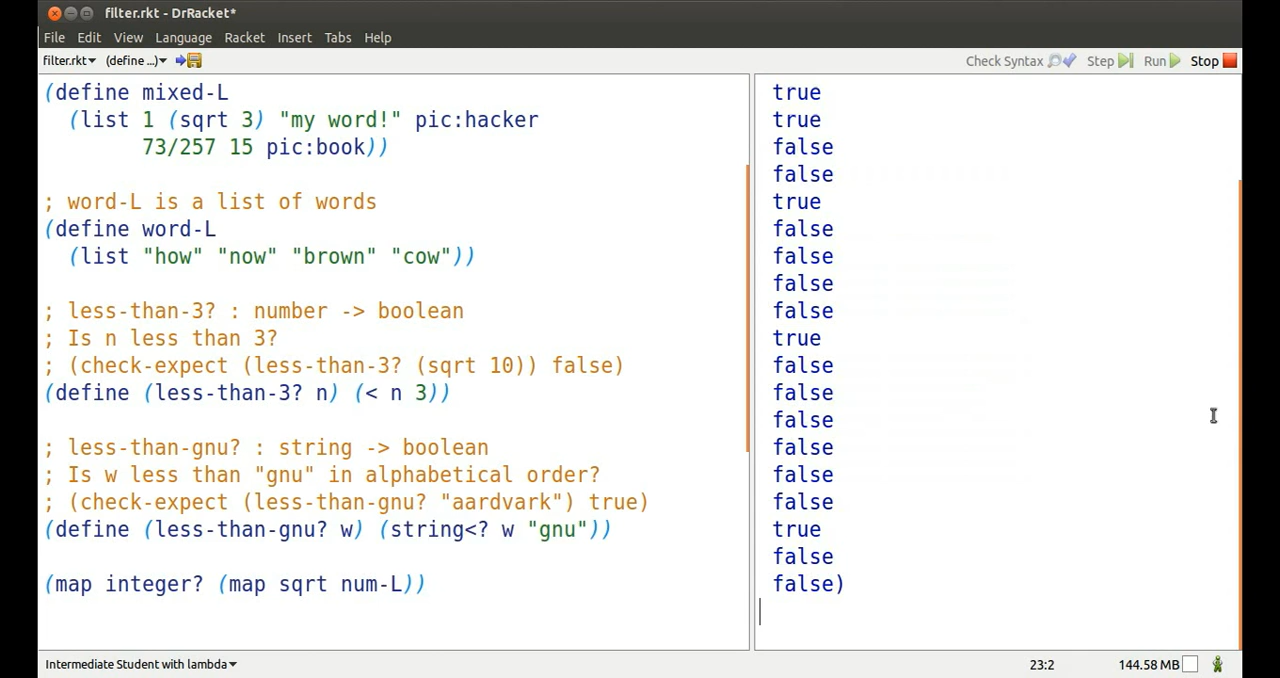 filter.rkt - DrRacket*
File Edit View Language Racket Insert Tabs Help
filter.rkt (define ...) Check Syntax Step Run Stop
(define mixed-L
(list 1 (sqrt 3) "my word!" pic:hacker
73/257 15 pic:book))
; word-L is a list of words
(define word-L
(list "how" "now" "brown" "cow"))
; less-than-3? : number -> boolean
; Is n less than 3?
; (check-expect (less-than-3? (sqrt 10)) false)
(define (less-than-3? n) (< n 3))
; less-than-gnu? : string -> boolean
; Is w less than "gnu" in alphabetical order?
; (check-expect (less-than-gnu? "aardvark") true)
(define (less-than-gnu? w) (string<? w "gnu"))
(map integer? (map sqrt num-L))
true
true
false
false
true
false
false
false
false
true
false
false
false
false
false
false
true
false
false)
Intermediate Student with lambda 23:2 144.58 MB